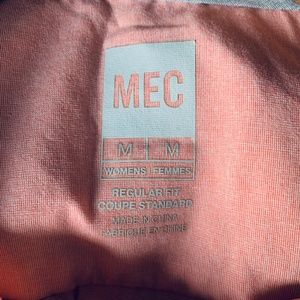 MEC
M M
WOMENS | FEMMES
REGULAR FIT
COUPE STANDARD
MADE IN CHINA
FABRIQUÉ EN CHINE